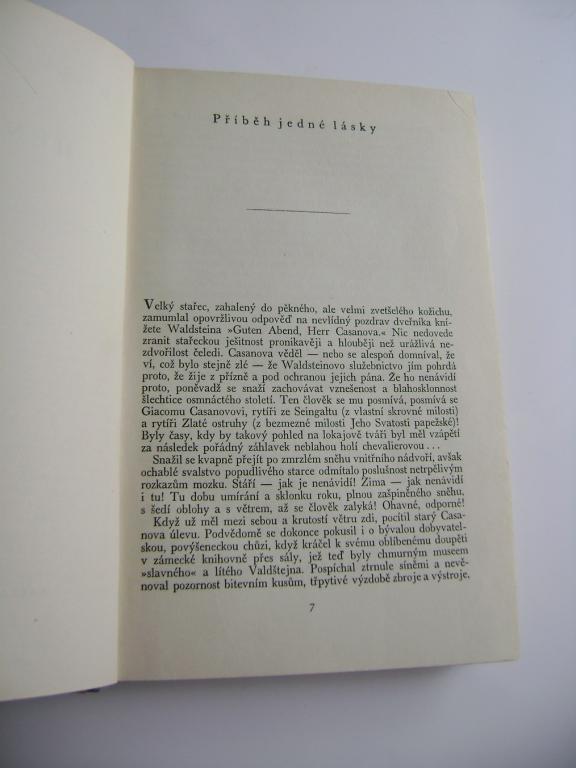 Příběh jedné lásky
Velký stařec, zahalený do pěkného, ale velmi zvetšelého kožichu,
zamumlal opovržlivou odpověď na nevlídný pozdrav dveřníka kní-
žete Waldsteina »Guten Abend, Herr Casanova.« Nic nedovede
zranit stařeckou ješitnost pronikavěji a hlouběji než urážlivá ne-
zdvořilost čeledi. Casanova věděl — nebo se alespoň domníval, že
ví, což bylo stejně zlé — že Waldsteinovo služebnictvo jím pohrdá
proto, že žije z přízně a pod ochranou jejich pána. Že ho nenávidí
proto, poněvadž se snaží zachovávat vznešenost a blahosklonnost
šlechtice osmnáctého století. Ten člověk se mu posmívá, posmívá se
Giacomu Casanovovi, rytíři ze Seingaltu (z vlastní skrovné milosti)
a rytíři Zlaté ostruhy (z bezmezné milosti Jeho Svatosti papežské)!
Byly časy, kdy by takový pohled na lokajově tváři byl měl vzápětí
za následek pořádný záhlavek neblahou holí chevalierovou . . .
Snažil se kvapně přejít po zmrzlém sněhu vnitřního nádvoří, avšak
ochablé svalstvo popudlivého starce odmítalo poslušnost netrpělivým
rozkazům mozku. Stáří — jak je nenávidí! Zima — jak nenávidí
i tu! Tu dobu umírání a sklonku roku, plnou zašpiněného sněhu,
s šedí oblohy a s větrem, až se člověk zalyká! Ohavné, odporné!
Když už měl mezi sebou a krutostí větru zdi, pocítil starý Casa-
nova úlevu. Podvědomě se dokonce pokusil i o bývalou dobyvatel-
skou, povýšeneckou chůzi, když kráčel k svému oblíbenému doupěti
v zámecké knihovně přes sály, jež teď byly chmurným museem
»slavného« a lítého Valdštejna. Pospíchal ztrnule síněmi a nevě-
noval pozornost bitevním kusům, třpytivé výzdobě zbroje a výstroje.
7